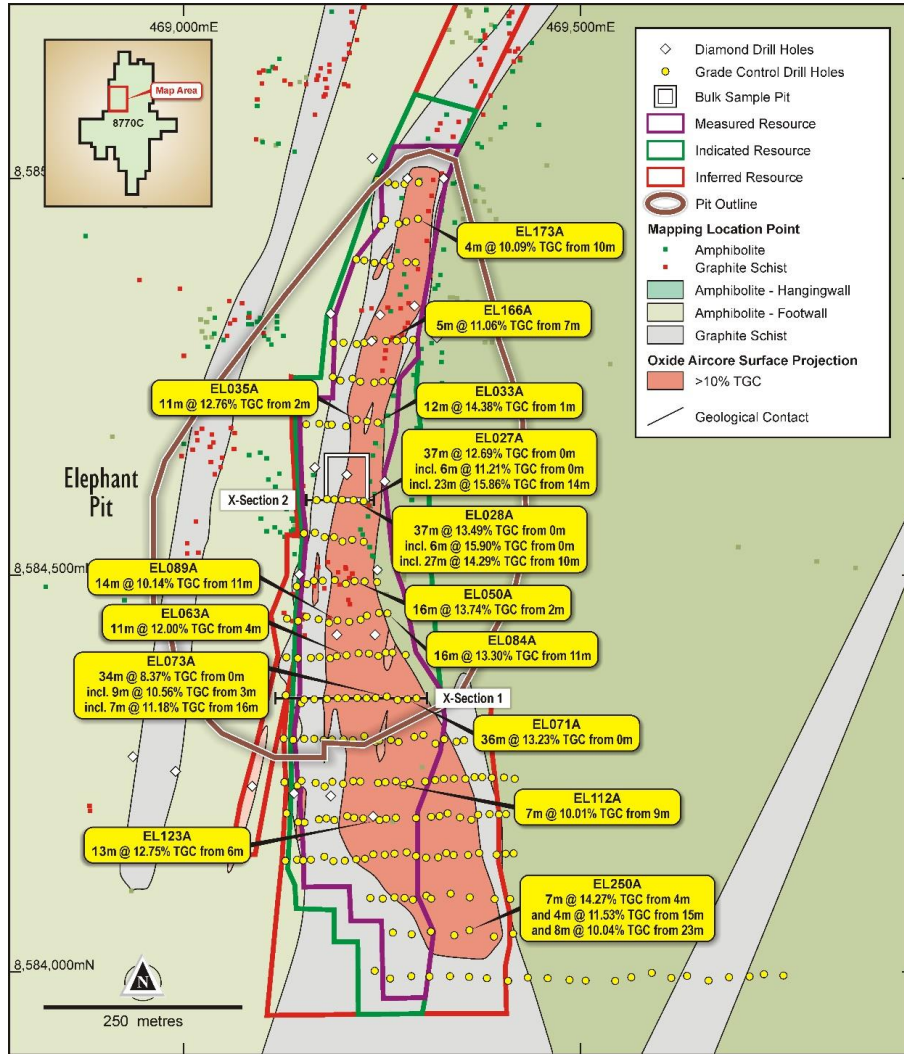 469,000mE
469,500mE
Map Area
8770C
Diamond Drill Holes
Grade Control Drill Holes
Bulk Sample Pit
Measured Resource
Indicated Resource
Inferred Resource
Pit Outline
Mapping Location Point
Amphibolite
Graphite Schist
Amphibolite - Hangingwall
Amphibolite - Footwall
Graphite Schist
Oxide Aircore Surface Projection
>10% TGC
Geological Contact
8,585
EL173A
4m @ 10.09% TGC from 10m
EL166A
5m @ 11.06% TGC from 7m
EL035A
11m @ 12.76% TGC from 2m
EL033A
12m @ 14.38% TGC from 1m
EL027A
37m @ 12.69% TGC from 0m
incl. 6m @ 11.21% TGC from 0m
incl. 23m @ 15.86% TGC from 14m
Elephant
Pit
X-Section 2
EL028A
37m @ 13.49% TGC from 0m
incl. 6m @ 15.90% TGC from 0m
incl. 27m @ 14.29% TGC from 10m
8,584,500mN
EL089A
14m @ 10.14% TGC from 11m
EL050A
16m @ 13.74% TGC from 2m
EL063A
11m @ 12.00% TGC from 4m
EL084A
16m @ 13.30% TGC from 11m
EL073A
34m @ 8.37% TGC from 0m
incl. 9m @ 10.56% TGC from 3m
incl. 7m @ 11.18% TGC from 16m
X-Section 1
EL071A
36m @ 13.23% TGC from 0m
EL112A
7m @ 10.01% TGC from 9m
EL123A
13m @ 12.75% TGC from 6m
EL250A
7m @ 14.27% TGC from 4m
and 4m @ 11.53% TGC from 15m
and 8m @ 10.04% TGC from 23m
8,584,000mN
N
250 metres